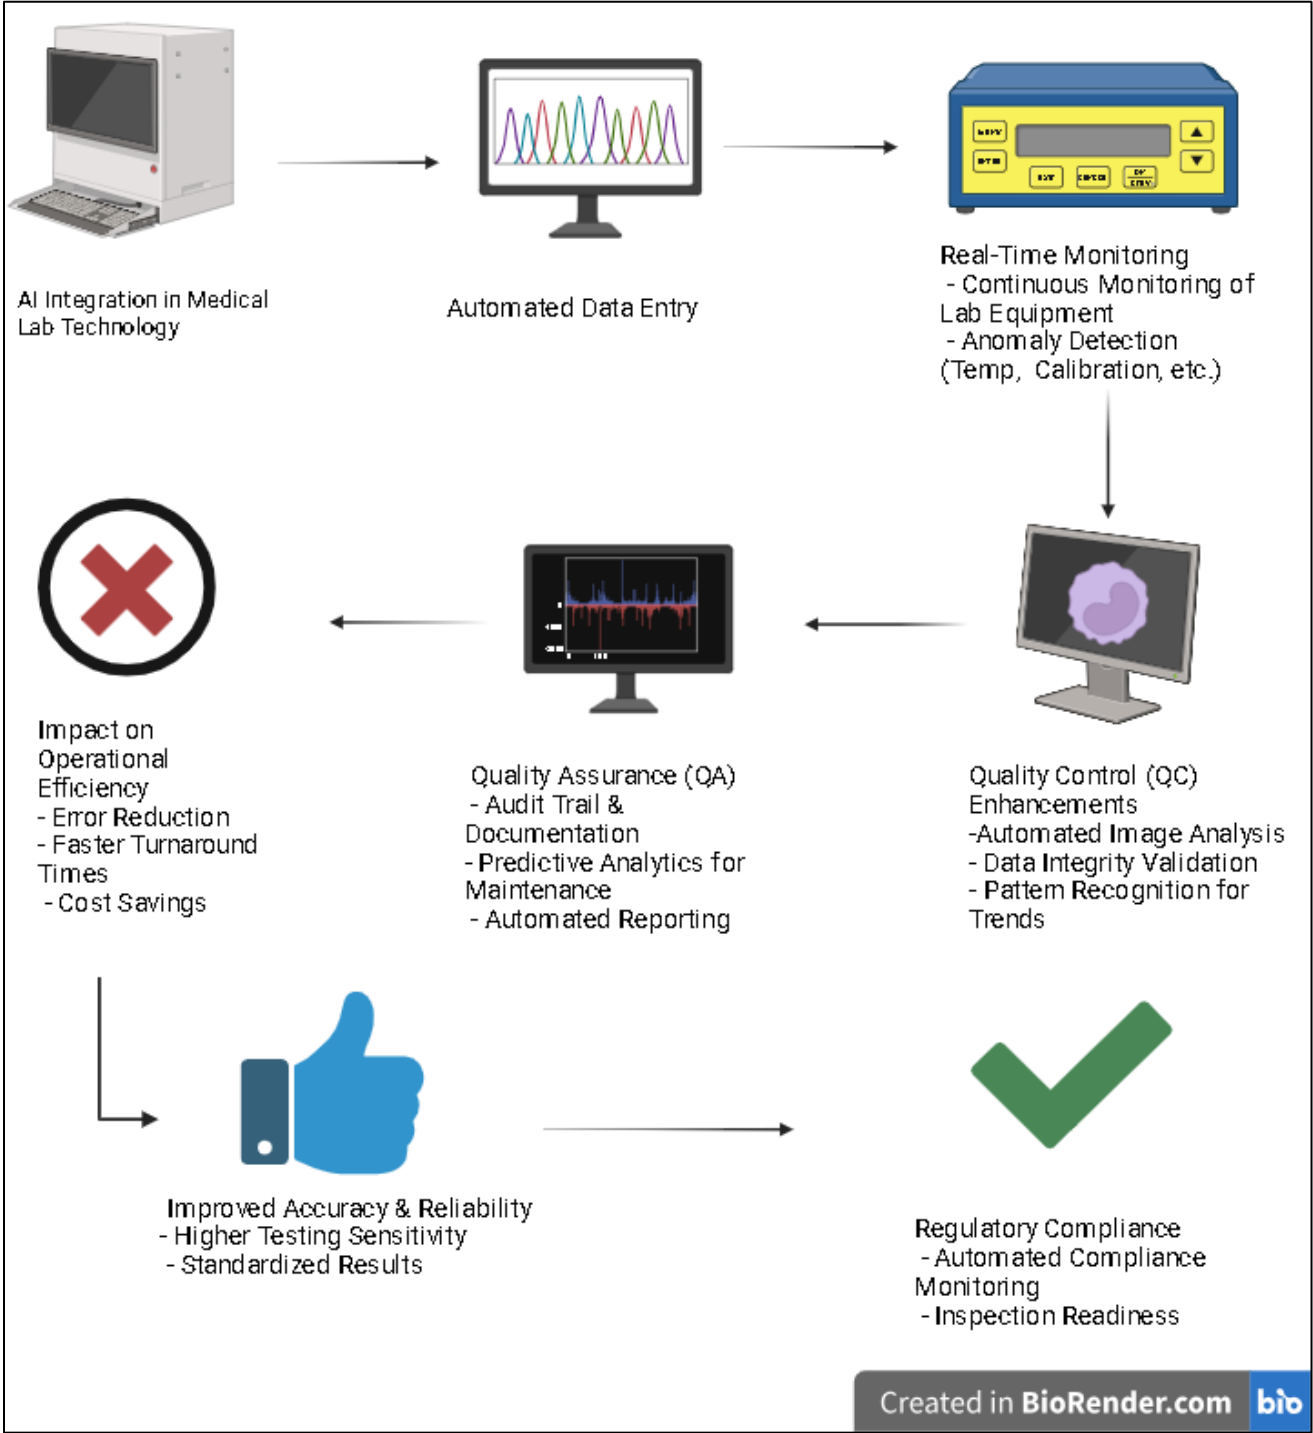 AI Integration in Medical
Lab Technology
Automated Data Entry
Real-Time Monitoring
- Continuous Monitoring of
Lab Equipment
- Anomaly Detection
(Temp, Calibration, etc.)
Impact on
Operational
Efficiency
- Error Reduction
- Faster Turnaround
Times
- Cost Savings
Quality Assurance (QA)
- Audit Trail &
Documentation
- Predictive Analytics for
Maintenance
- Automated Reporting
Quality Control (QC)
Enhancements
-Automated Image Analysis
- Data Integrity Validation
- Pattern Recognition for
Trends
Improved Accuracy & Reliability
- Higher Testing Sensitivity
- Standardized Results
Regulatory Compliance
- Automated Compliance
Monitoring
- Inspection Readiness
Created in BioRender.com bio